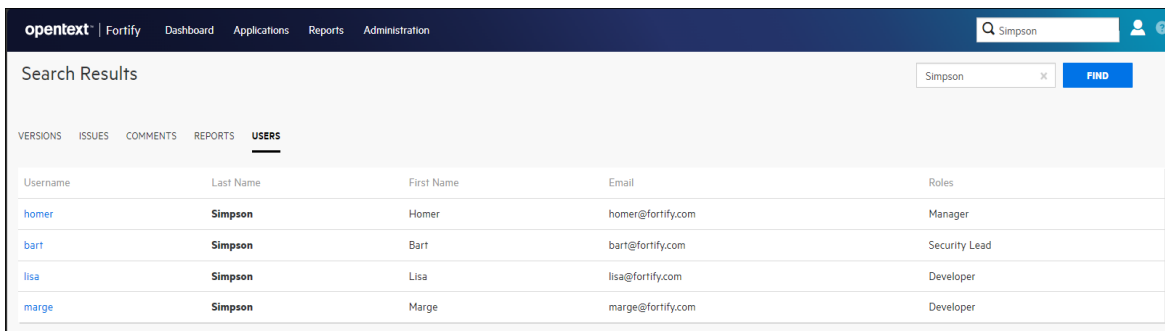 opentext™ | Fortify Dashboard Applications Reports Administration Simpson
Search Results Simpson × FIND
VERSIONS ISSUES COMMENTS REPORTS USERS
Username Last Name First Name Email Roles
homer Simpson Homer homer@fortify.com Manager
bart Simpson Bart bart@fortify.com Security Lead
lisa Simpson Lisa lisa@fortify.com Developer
marge Simpson Marge marge@fortify.com Developer